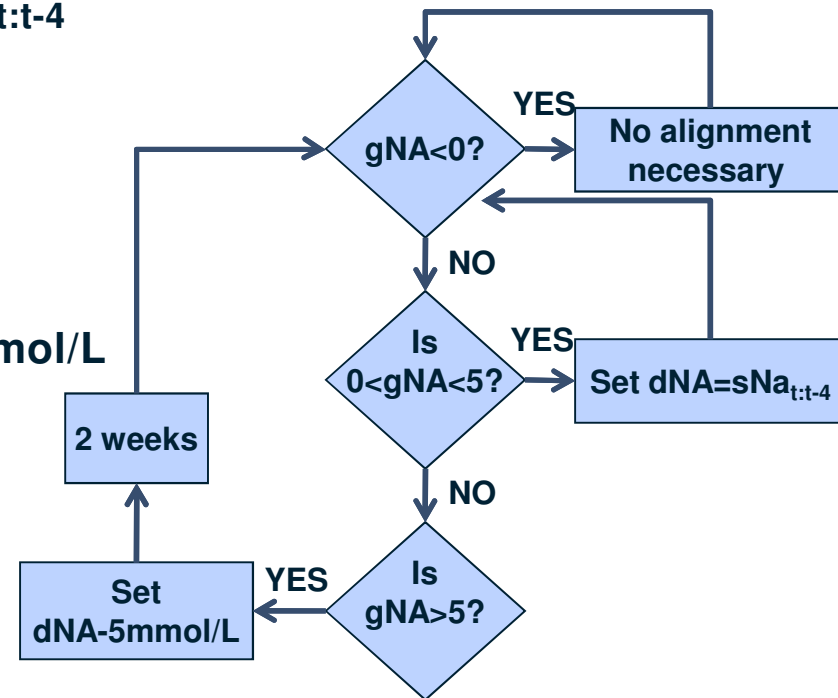 t:t-4
YES
gNA<0?
No alignment
necessary
NO
mol/L
Is
0<gNA<5?
YES
Set dNA=sNa_t:t-4
2 weeks
NO
Is
gNA>5?
YES
Set
dNA-5mmol/L